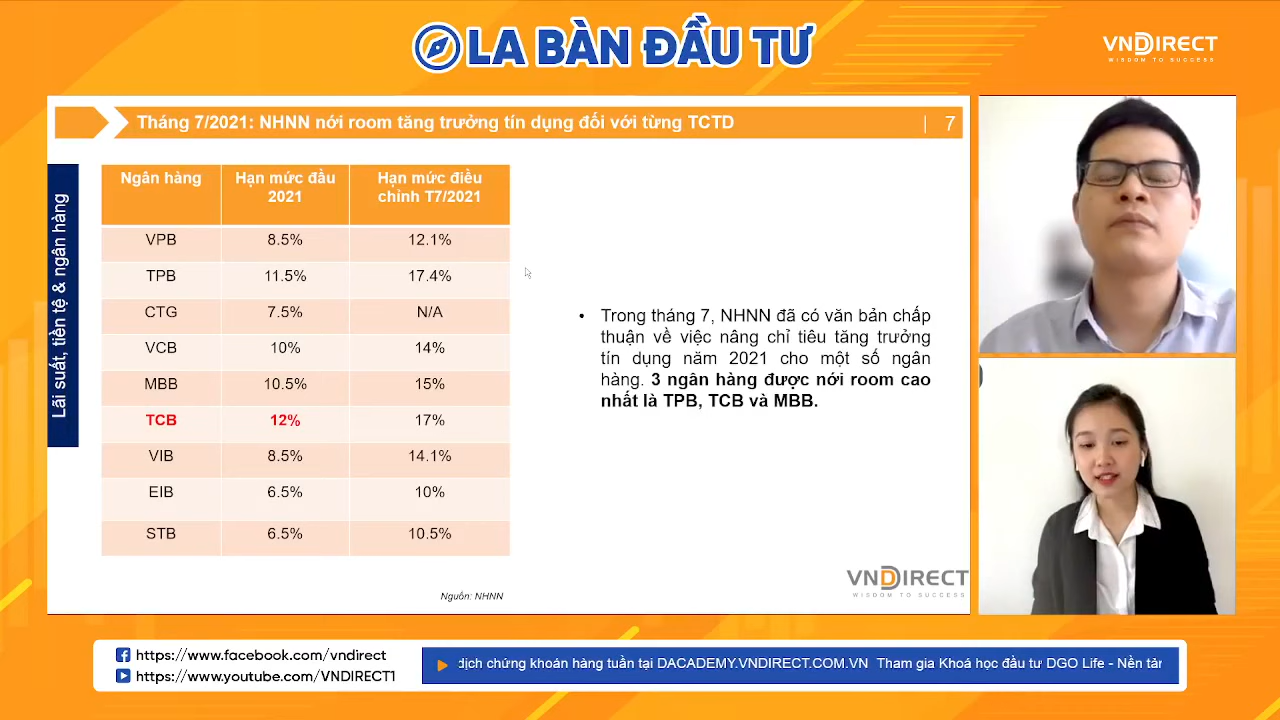 LA BÀN ĐẦU TƯ
VNDIRECT
WISDOM TO SUCCESS
Tháng 7/2021: NHNN nới room tăng trưởng tín dụng đối với từng TCTD | 7
Lãi suất, tiền tệ & ngân hàng
Ngân hàng Hạn mức đầu 2021 Hạn mức điều chỉnh T7/2021
VPB 8.5% 12.1%
TPB 11.5% 17.4%
CTG 7.5% N/A
VCB 10% 14%
MBB 10.5% 15%
TCB 12% 17%
VIB 8.5% 14.1%
EIB 6.5% 10%
STB 6.5% 10.5%
Nguồn: NHNN
• Trong tháng 7, NHNN đã có văn bản chấp
thuận về việc nâng chỉ tiêu tăng trưởng
tín dụng năm 2021 cho một số ngân
hàng. 3 ngân hàng được nới room cao
nhất là TPB, TCB và MBB.
VNDIRECT
WISDOM TO SUCCESS
https://www.facebook.com/vndirect
https://www.youtube.com/VNDIRECT1
dịch chứng khoán hàng tuần tại DACADEMY.VNDIRECT.COM.VN Tham gia Khoá học đầu tư DGO Life - Nền tản